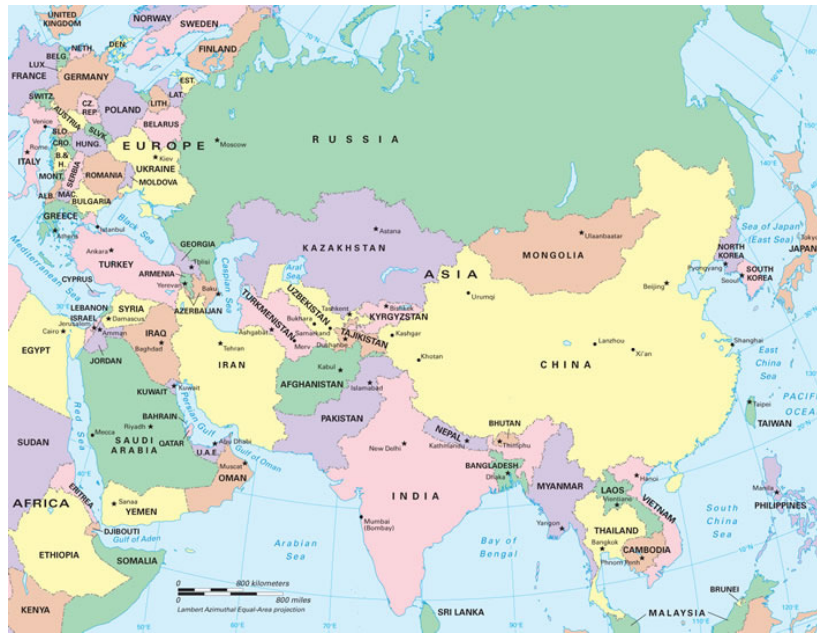 UNITED
KINGDOM
NORWAY
SWEDEN
FINLAND
DEN.
NETH.
BELG.
LUX.
EST.
LAT.
LITH.
FRANCE
GERMANY
SWITZ.
CZ.
REP.
POLAND
BELARUS
AUSTRIA
SLVK.
HUNG.
SLO.
CRO.
B.&
H.
Venice
Rome
ITALY
MONT.
SERBIA
ROMANIA
ALB.
MAC.
BULGARIA
GREECE
Athens
EUROPE
Kiev
UKRAINE
MOLDOVA
Moscow
RUSSIA
Istanbul
Black Sea
Mediterranean Sea
Ankara
TURKEY
GEORGIA
Tbilisi
ARMENIA
Yerevan
Baku
AZERBAIJAN
Caspian Sea
Aral
Sea
KAZAKHSTAN
Astana
ASIA
MONGOLIA
Ulaanbaatar
NORTH
KOREA
Pyongyang
Seoul
SOUTH
KOREA
Sea of Japan
(East Sea)
Tokyo
JAPAN
CYPRUS
LEBANON
ISRAEL
Jerusalem
SYRIA
Damascus
Amman
JORDAN
Cairo
EGYPT
IRAQ
Baghdad
Tehran
IRAN
TURKMENISTAN
Ashgabat
Merv
UZBEKISTAN
Bukhara
Samarkand
Tashkent
Dushanbe
TAJIKISTAN
Bishkek
KYRGYZSTAN
Kashgar
Khotan
Urumqi
Beijing
Lanzhou
Xi'an
Shanghai
CHINA
East
China
Sea
PACIFIC
OCEAN
Taipei
TAIWAN
Kabul
AFGHANISTAN
Islamabad
PAKISTAN
KUWAIT
Kuwait
Persian Gulf
BAHRAIN
QATAR
Abu Dhabi
U.A.E.
Gulf of Oman
Muscat
OMAN
Mecca
Riyadh
SAUDI
ARABIA
Red Sea
SUDAN
AFRICA
ERITREA
Sanaa
YEMEN
DJIBOUTI
Gulf of Aden
ETHIOPIA
SOMALIA
KENYA
New Delhi
NEPAL
Kathmandu
BHUTAN
Thimphu
BANGLADESH
Dhaka
INDIA
Mumbai
(Bombay)
Arabian
Sea
Bay of
Bengal
MYANMAR
Yangon
LAOS
Vientiane
Hanoi
VIETNAM
THAILAND
Bangkok
CAMBODIA
Phnom Penh
South
China
Sea
Manila
PHILIPPINES
BRUNEI
MALAYSIA
SRI LANKA
0 800 kilometers
0 800 miles
Lambert Azimuthal Equal-Area projection